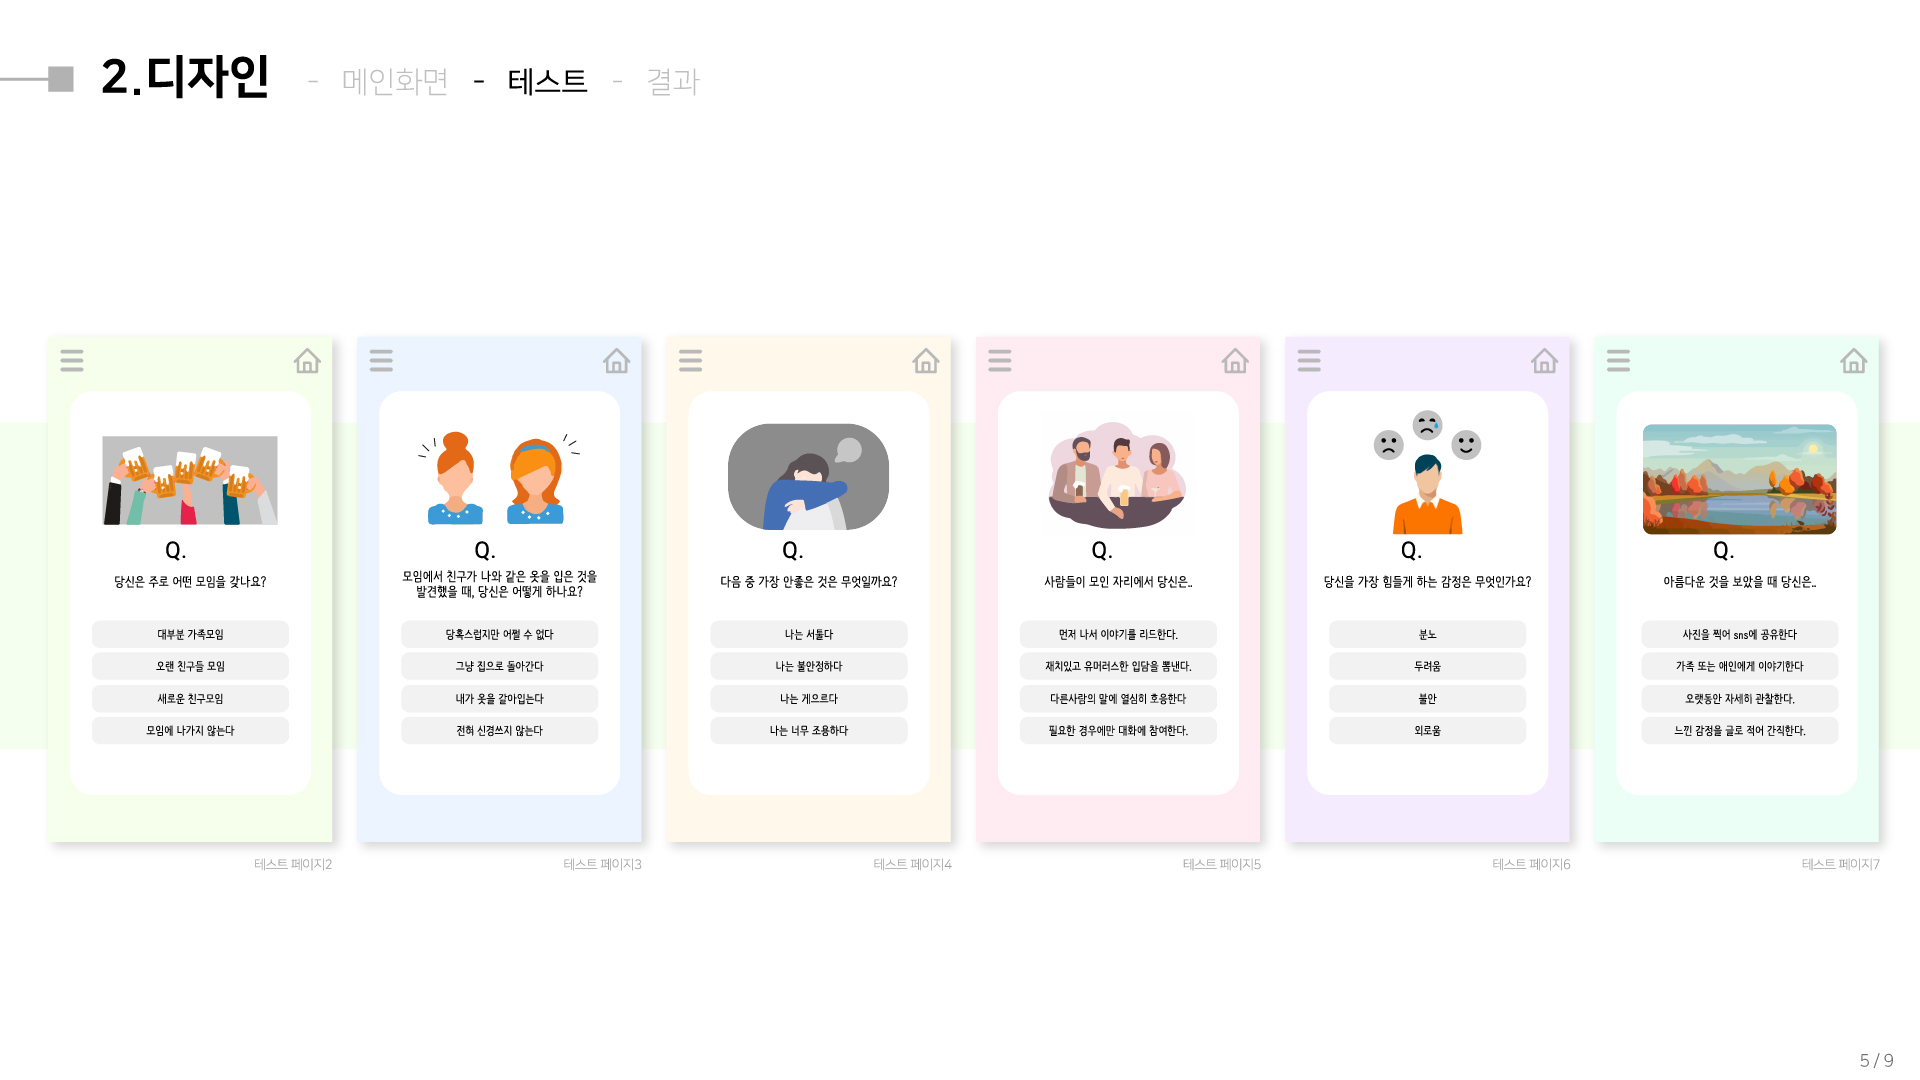 2.디자인 - 메인화면 - 테스트 - 결과
Q.
당신은 주로 어떤 모임을 갖나요?
대부분 가족모임
오랜 친구들 모임
새로운 친구모임
모임에 나가지 않는다
테스트 페이지2
Q.
모임에서 친구가 나와 같은 옷을 입은 것을
발견했을 때, 당신은 어떻게 하나요?
당혹스럽지만 어쩔 수 없다
그냥 집으로 돌아간다
내가 옷을 갈아입는다
전혀 신경쓰지 않는다
테스트 페이지3
Q.
다음 중 가장 안좋은 것은 무엇일까요?
나는 서툴다
나는 불안정하다
나는 게으르다
나는 너무 조용하다
테스트 페이지4
Q.
사람들이 모인 자리에서 당신은..
먼저 나서 이야기를 리드한다.
재치있고 유머러스한 입담을 뽐낸다.
다른사람의 말에 열심히 호응한다
필요한 경우에만 대화에 참여한다.
테스트 페이지5
Q.
당신을 가장 힘들게 하는 감정은 무엇인가요?
분노
두려움
불안
외로움
테스트 페이지6
Q.
아름다운 것을 보았을 때 당신은..
사진을 찍어 sns에 공유한다
가족 또는 애인에게 이야기한다
오랫동안 자세히 관찰한다.
느낀 감정을 글로 적어 간직한다.
테스트 페이지7
5 / 9